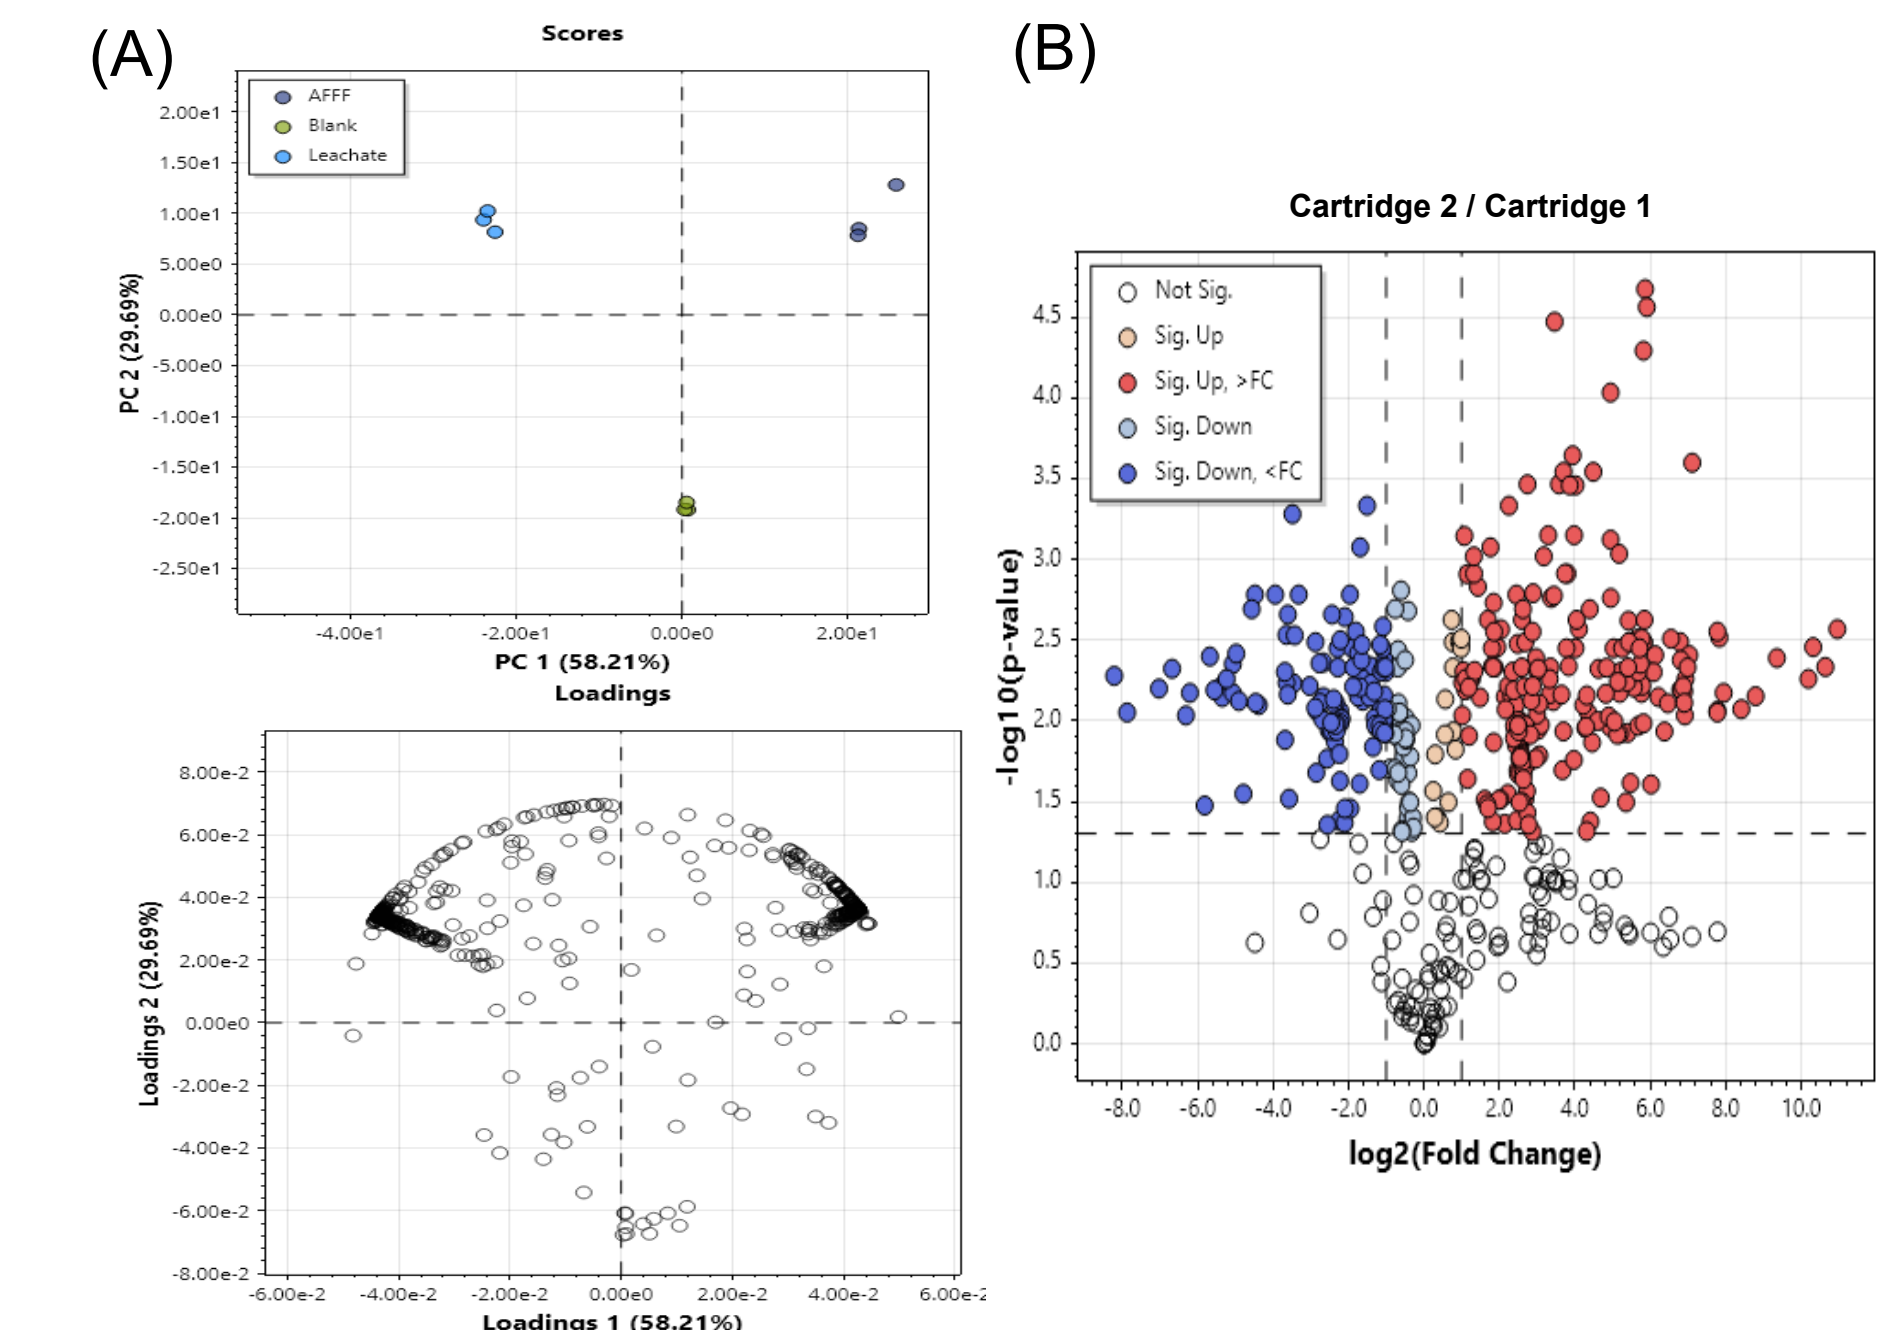 (A)
Scores
AFFF
Blank
Leachate
2.00e1
1.50e1
1.00e1
5.00e0
0.00e0
-5.00e0
-1.00e1
-1.50e1
-2.00e1
-2.50e1
PC 2 (29.69%)
-4.00e1 -2.00e1 0.00e0 2.00e1
PC 1 (58.21%)
Loadings
8.00e-2
6.00e-2
4.00e-2
2.00e-2
0.00e0
-2.00e-2
-4.00e-2
-6.00e-2
-8.00e-2
Loadings 2 (29.69%)
-6.00e-2 -4.00e-2 -2.00e-2 0.00e0 2.00e-2 4.00e-2 6.00e-2
Loadings 1 (58.21%)
(B)
Cartridge 2 / Cartridge 1
Not Sig.
Sig. Up
Sig. Up, >FC
Sig. Down
Sig. Down, <FC
4.5
4.0
3.5
3.0
2.5
2.0
1.5
1.0
0.5
0.0
-log10(p-value)
-8.0 -6.0 -4.0 -2.0 0.0 2.0 4.0 6.0 8.0 10.0
log2(Fold Change)